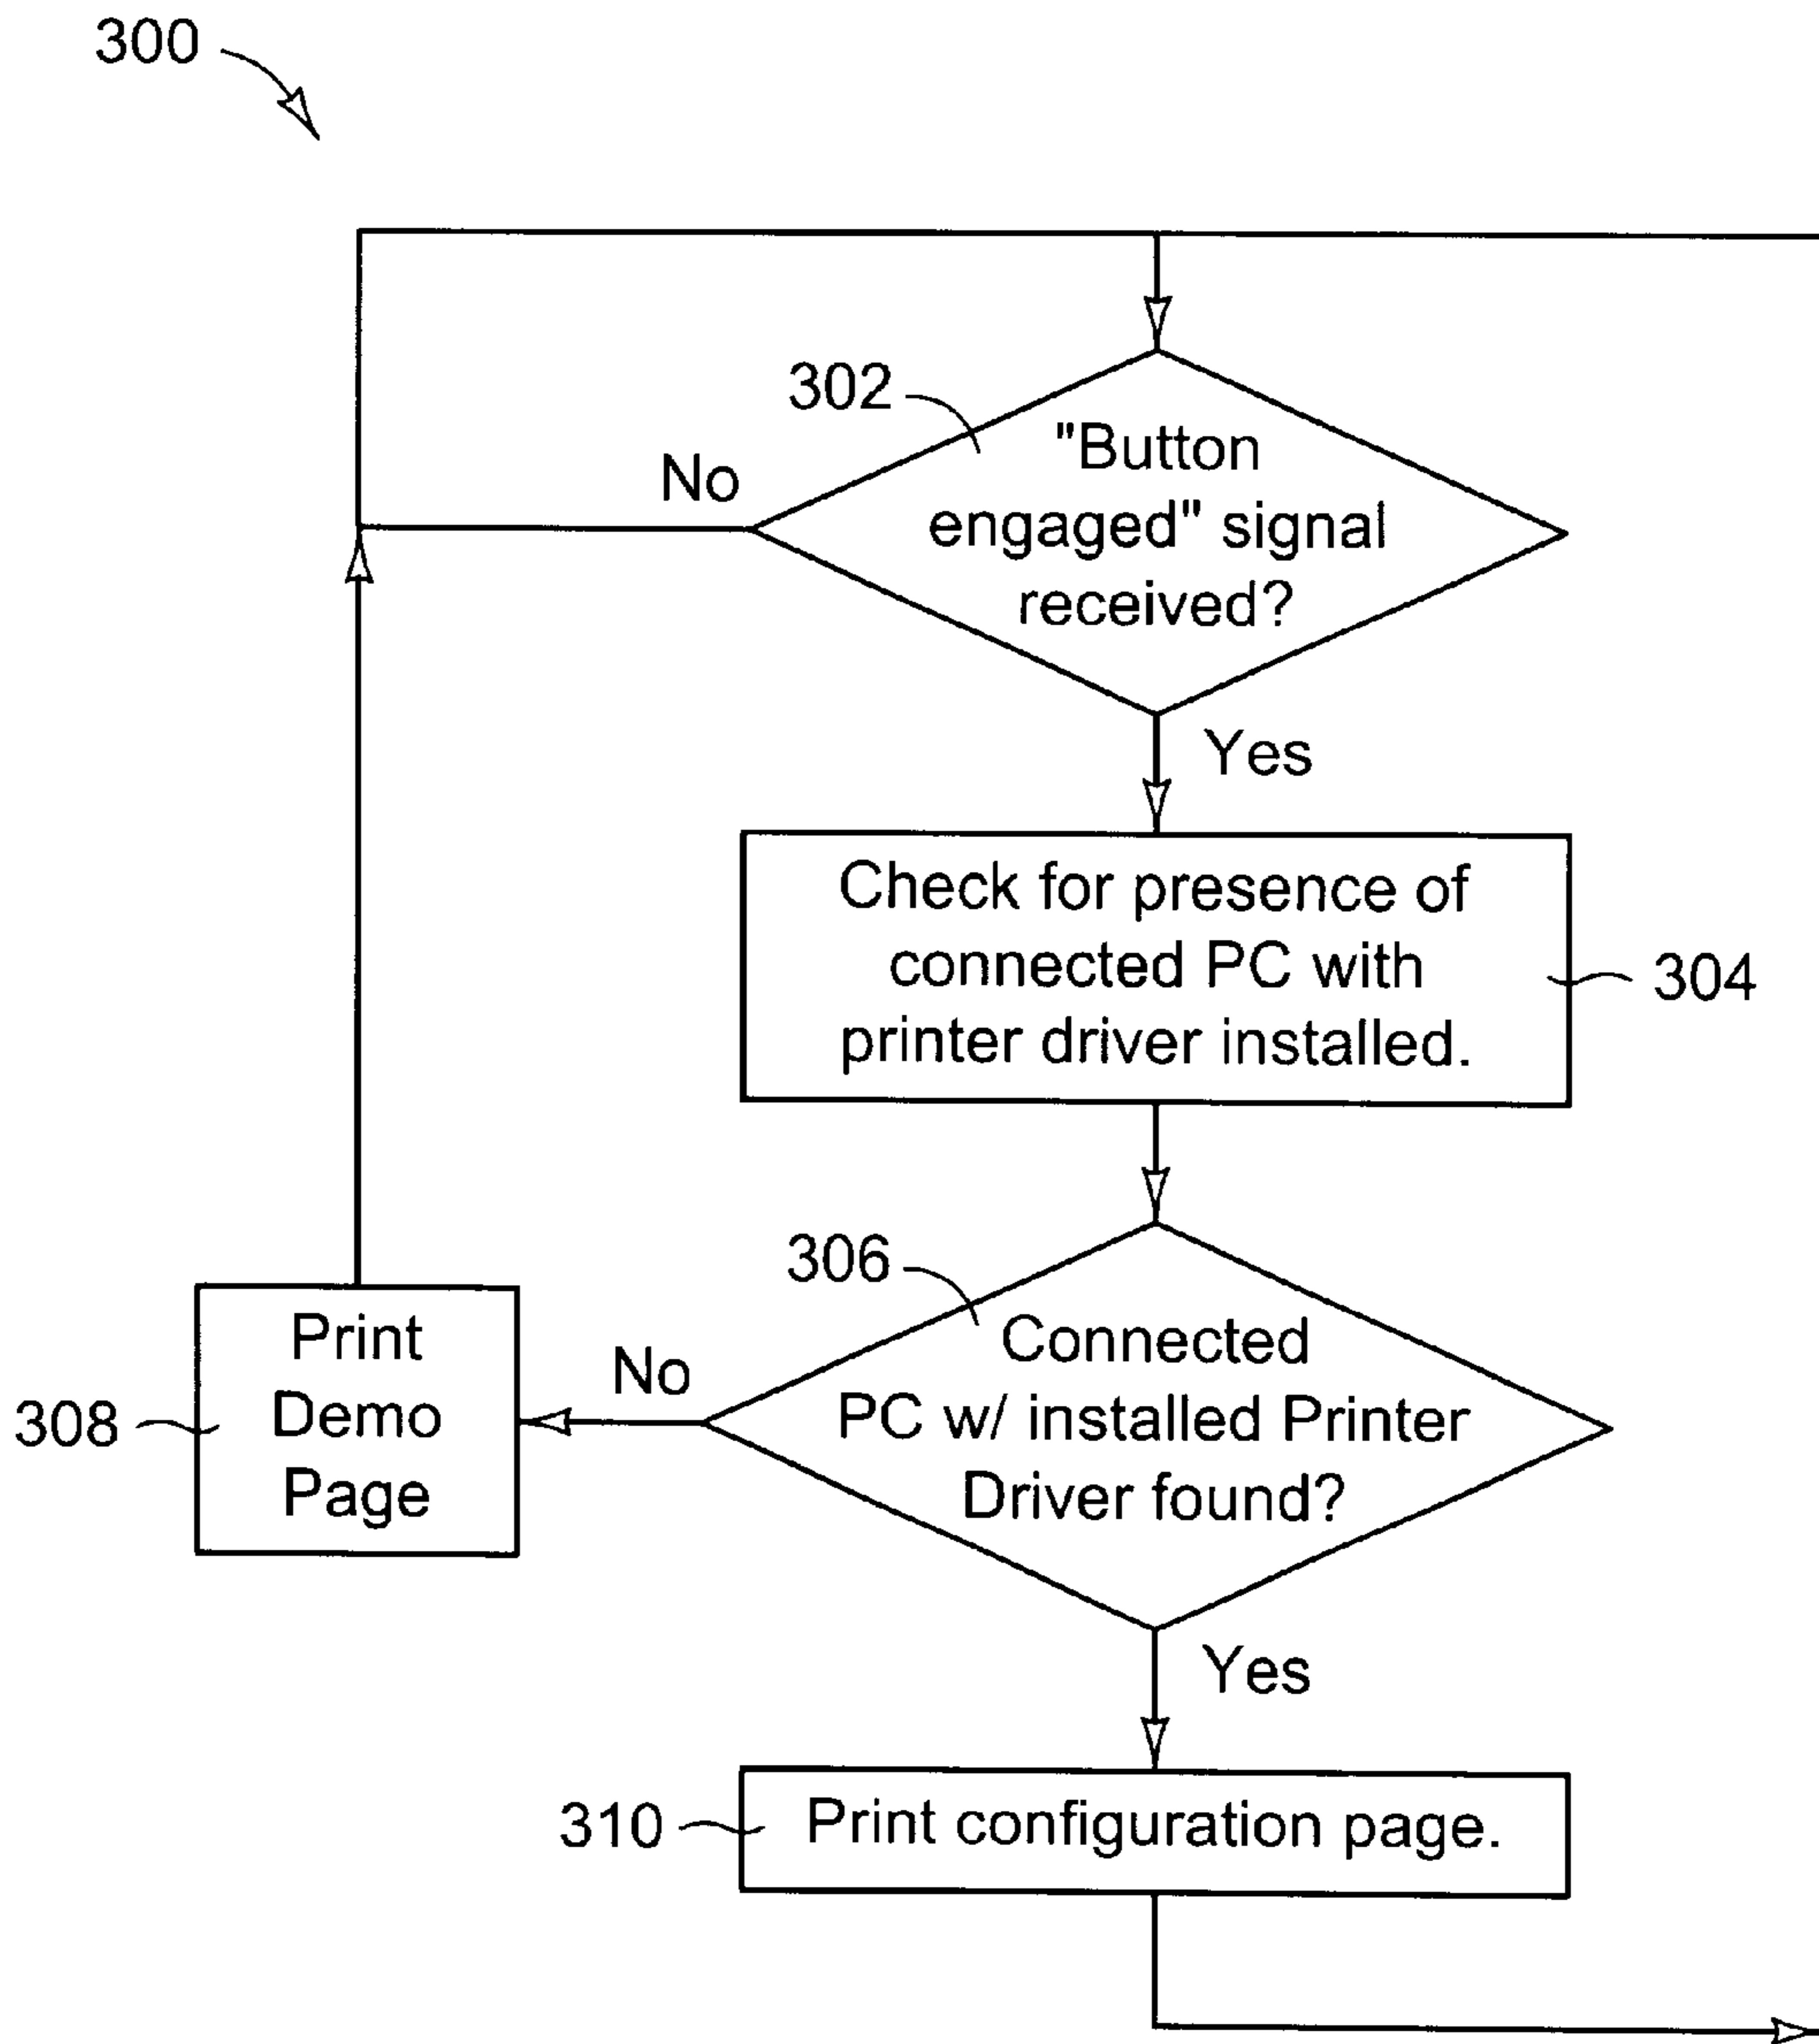 300
302
"Button
engaged" signal
received?
No
Yes
Check for presence of
connected PC with
printer driver installed.
304
306
Connected
PC w/ installed Printer
Driver found?
No
Print
Demo
Page
308
Yes
310
Print configuration page.